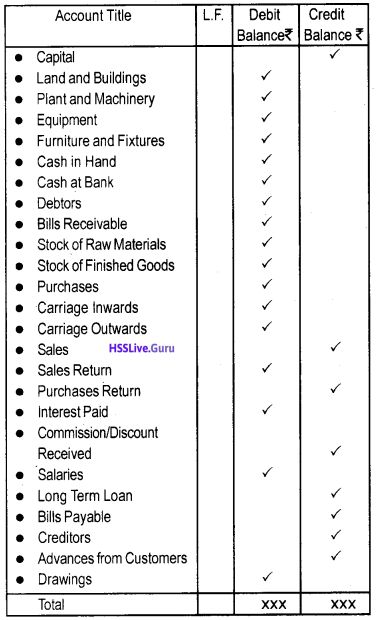 Account Title L.F. Debit Balance₹ Credit Balance ₹
• Capital ✓
• Land and Buildings ✓
• Plant and Machinery ✓
• Equipment ✓
• Furniture and Fixtures ✓
• Cash in Hand ✓
• Cash at Bank ✓
• Debtors ✓
• Bills Receivable ✓
• Stock of Raw Materials ✓
• Stock of Finished Goods ✓
• Purchases ✓
• Carriage Inwards ✓
• Carriage Outwards ✓
• Sales HSSLive.Guru ✓
• Sales Return ✓
• Purchases Return ✓
• Interest Paid ✓
• Commission/Discount
Received ✓
• Salaries ✓
• Long Term Loan ✓
• Bills Payable ✓
• Creditors ✓
• Advances from Customers ✓
• Drawings ✓
Total xxx xxx